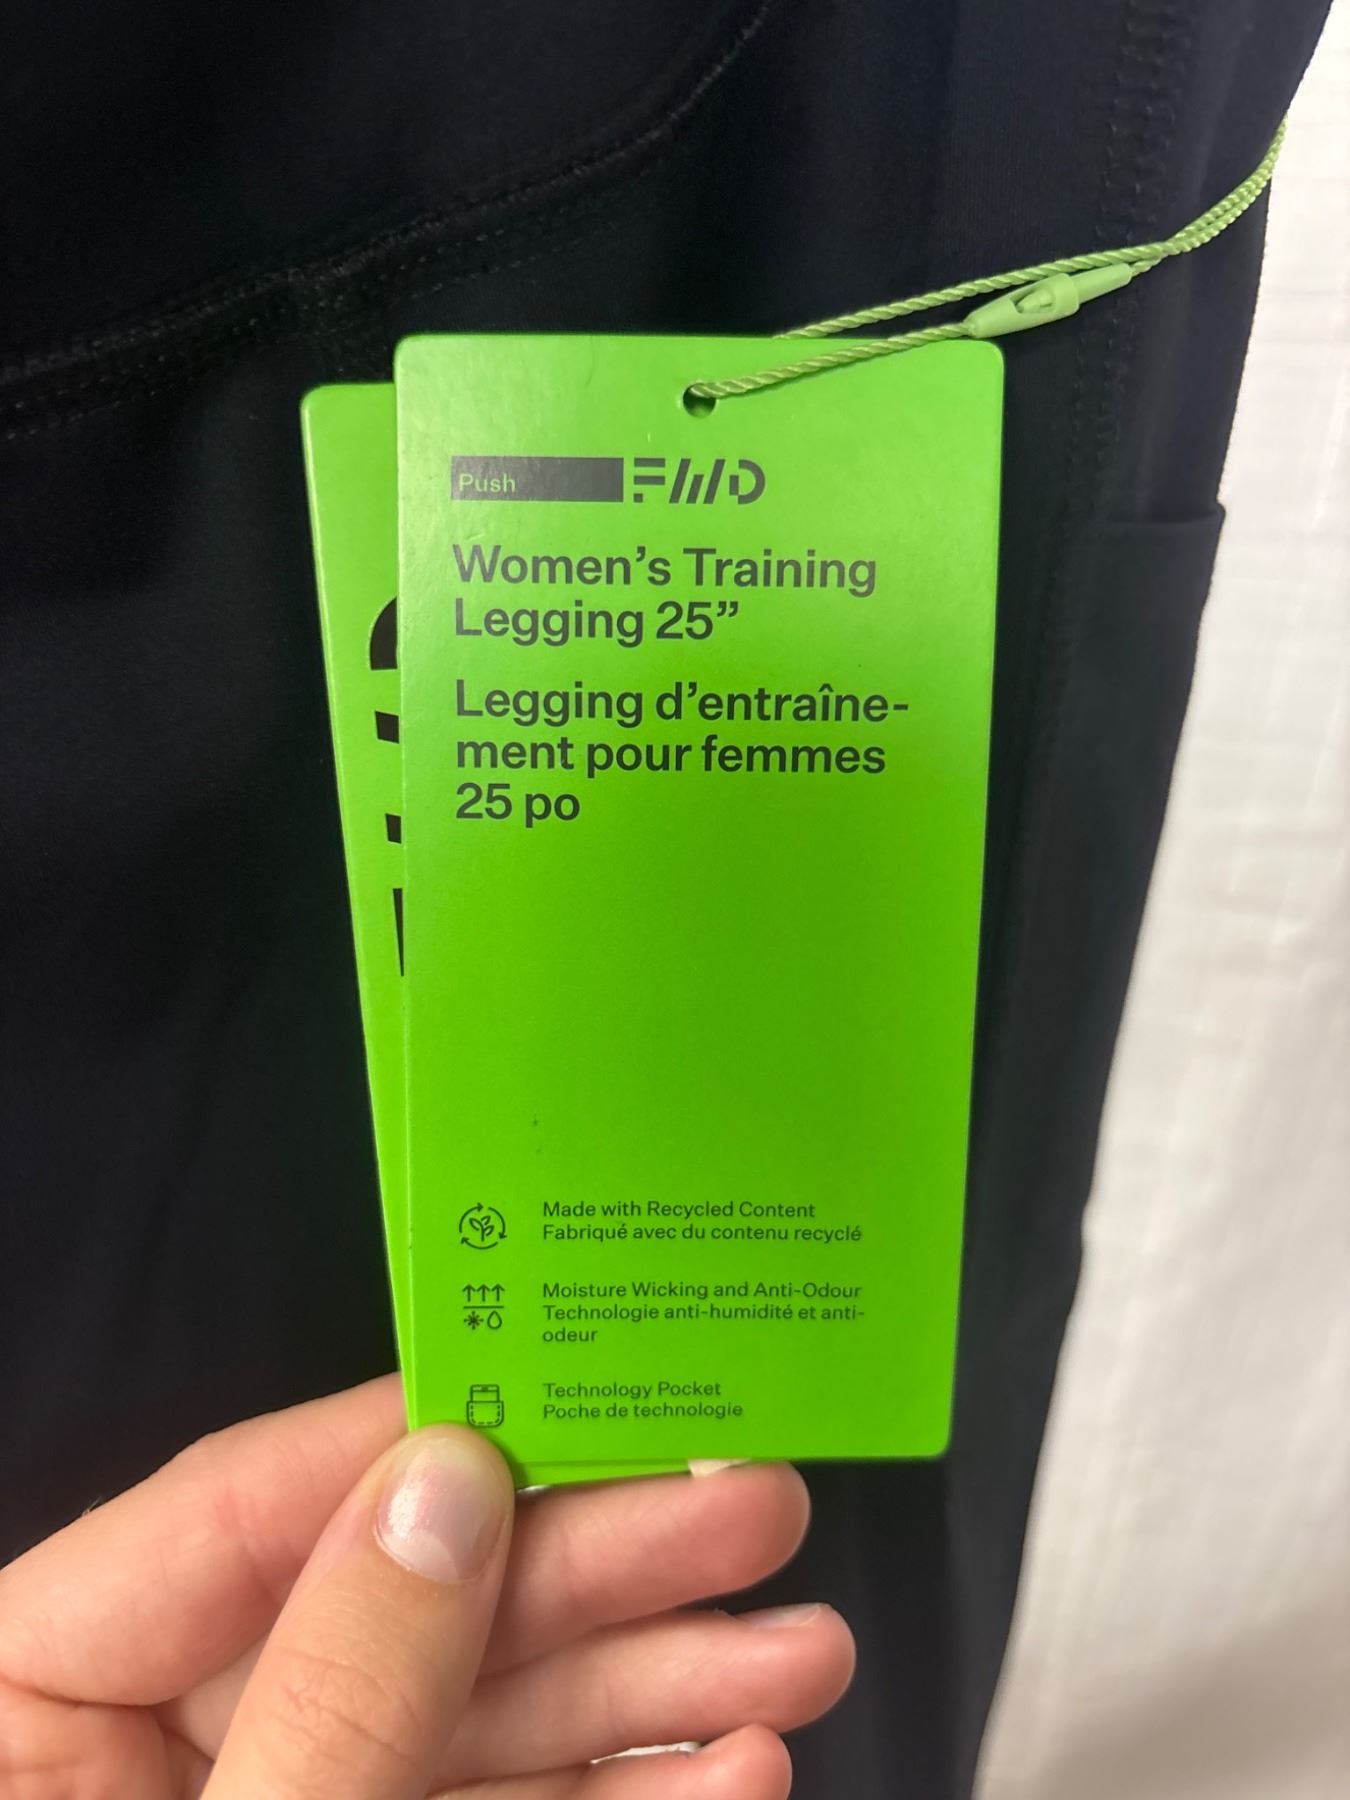 Push FWD
Women's Training
Legging 25”
Legging d’entraîne-
ment pour femmes
25 po
Made with Recycled Content
Fabriqué avec du contenu recyclé
Moisture Wicking and Anti-Odour
Technologie anti-humidité et anti-
odeur
Technology Pocket
Poche de technologie